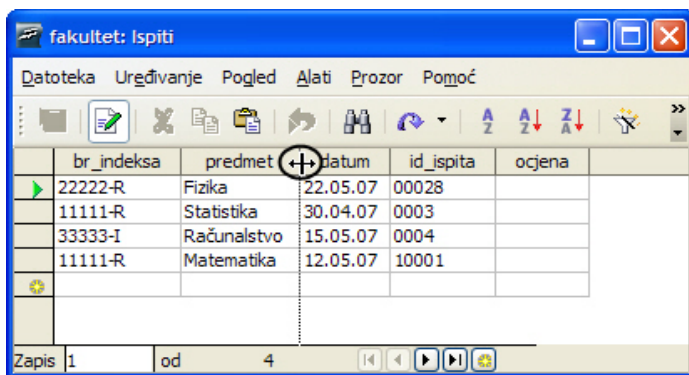 fakultet: Ispiti
Datoteka Uređivanje Pogled Alati Prozor Pomoć
br_indeksa predmet datum id_ispita ocjena
22222-R Fizika 22.05.07 00028
11111-R Statistika 30.04.07 0003
33333-I Računalstvo 15.05.07 0004
11111-R Matematika 12.05.07 10001
Zapis 1 od 4